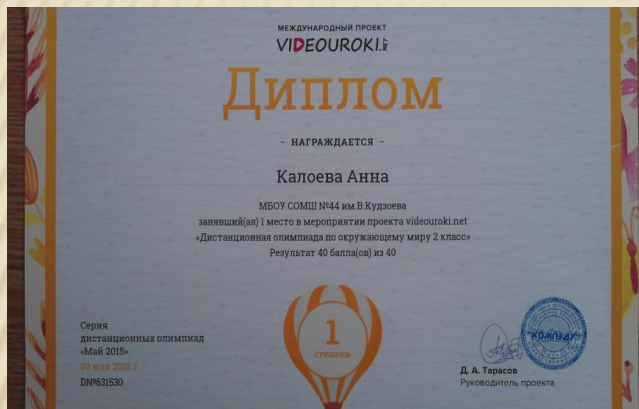 МЕЖДУНАРОДНЫЙ ПРОЕКТ
VIDEOUROKI.NET
Диплом
- НАГРАЖДАЕТСЯ -
Калоева Анна
МБОУ СОМШ №44 им.В.Кудзоева
занявший(ая) 1 место в мероприятии проекта videouroki.net
«Дистанционная олимпиада по окружающему миру 2 класс»
Результат 40 балла(ов) из 40
1
степень
Серия
дистанционных олимпиад
«Май 2015»
20 мая 2015 г.
DN№631530
Д. А. Тарасов
Руководитель проекта